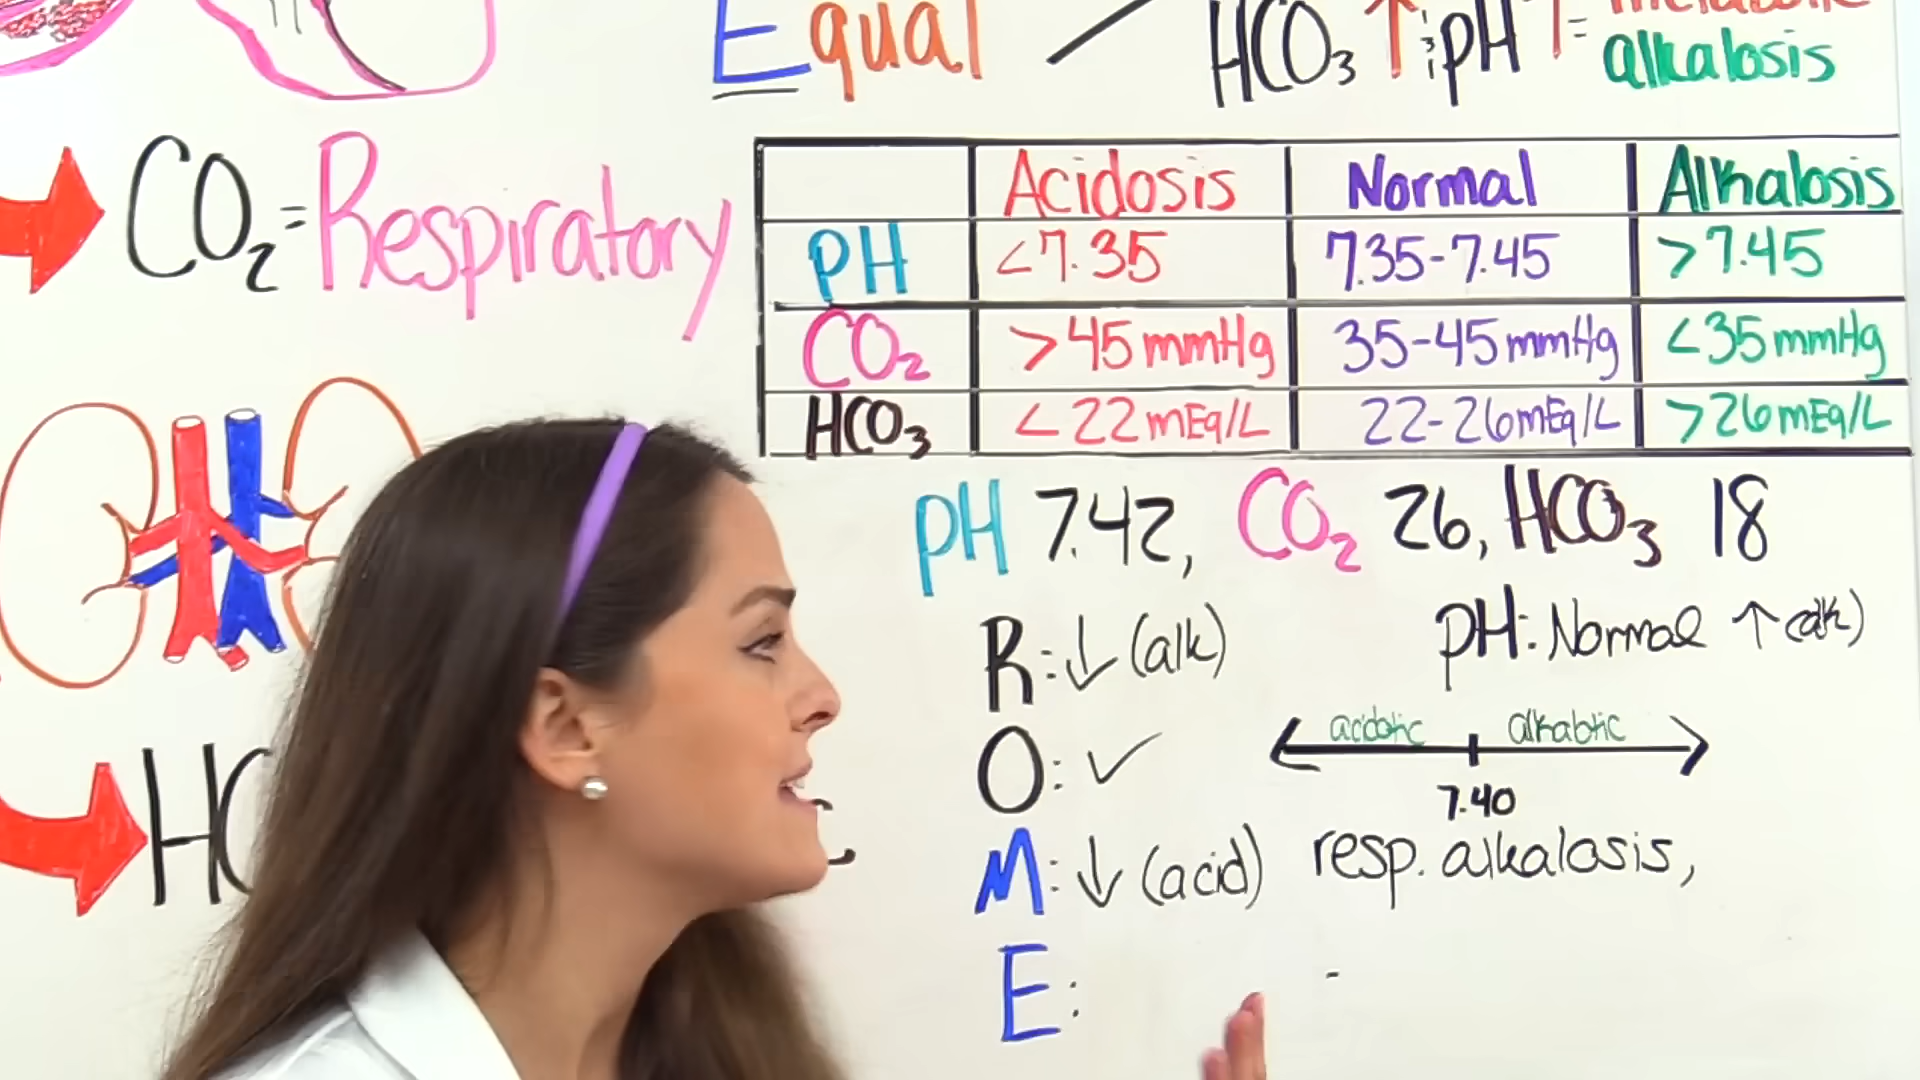 Equal
HCO3 ↑ : pH ↑ = metabolic
alkalosis
CO2 = Respiratory
Acidosis Normal Alkalosis
pH <7.35 7.35-7.45 >7.45
CO2 >45 mmHg 35-45 mmHg <35 mmHg
HCO3 <22 mEq/L 22-26 mEq/L >26 mEq/L
pH 7.42, CO2 26, HCO3 18
R: ↓ (alk)
pH: Normal ↑ (alk)
O: ✓
acidotic alkalotic
7.40
M: ↓ (acid)
resp. alkalosis,
E:
HC